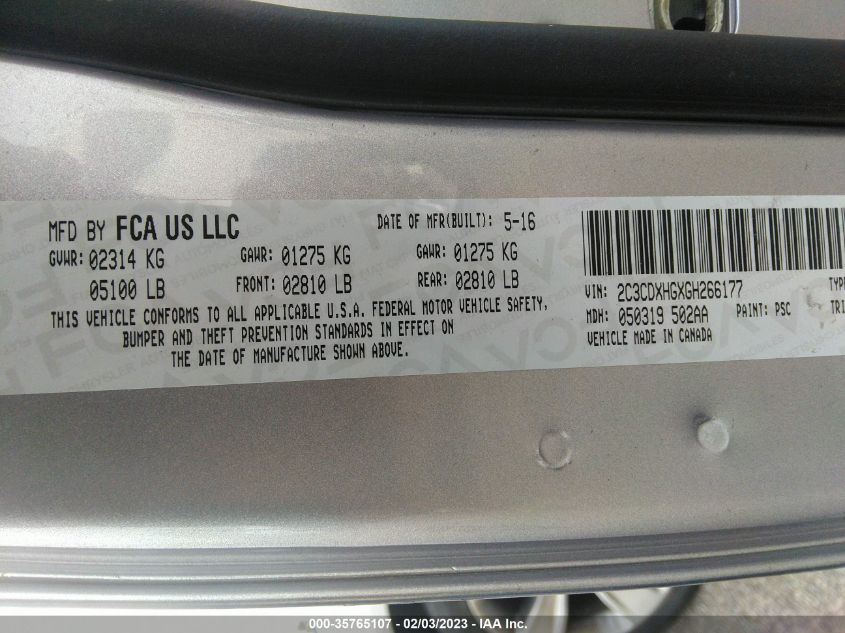 MFD BY FCA US LLC
DATE OF MFR(BUILT): 5-16
GVWR: 02314 KG
GAWR: 01275 KG
GAWR: 01275 KG
05100 LB
FRONT: 02810 LB
REAR: 02810 LB
THIS VEHICLE CONFORMS TO ALL APPLICABLE U.S.A. FEDERAL MOTOR VEHICLE SAFETY,
BUMPER AND THEFT PREVENTION STANDARDS IN EFFECT ON
THE DATE OF MANUFACTURE SHOWN ABOVE.
VIN: 2C3CDXHGXGH266177
TYP
MDH: 050319 502AA
PAINT: PSC
TRI
VEHICLE MADE IN CANADA
000-35765107 - 02/03/2023 - IAA Inc.